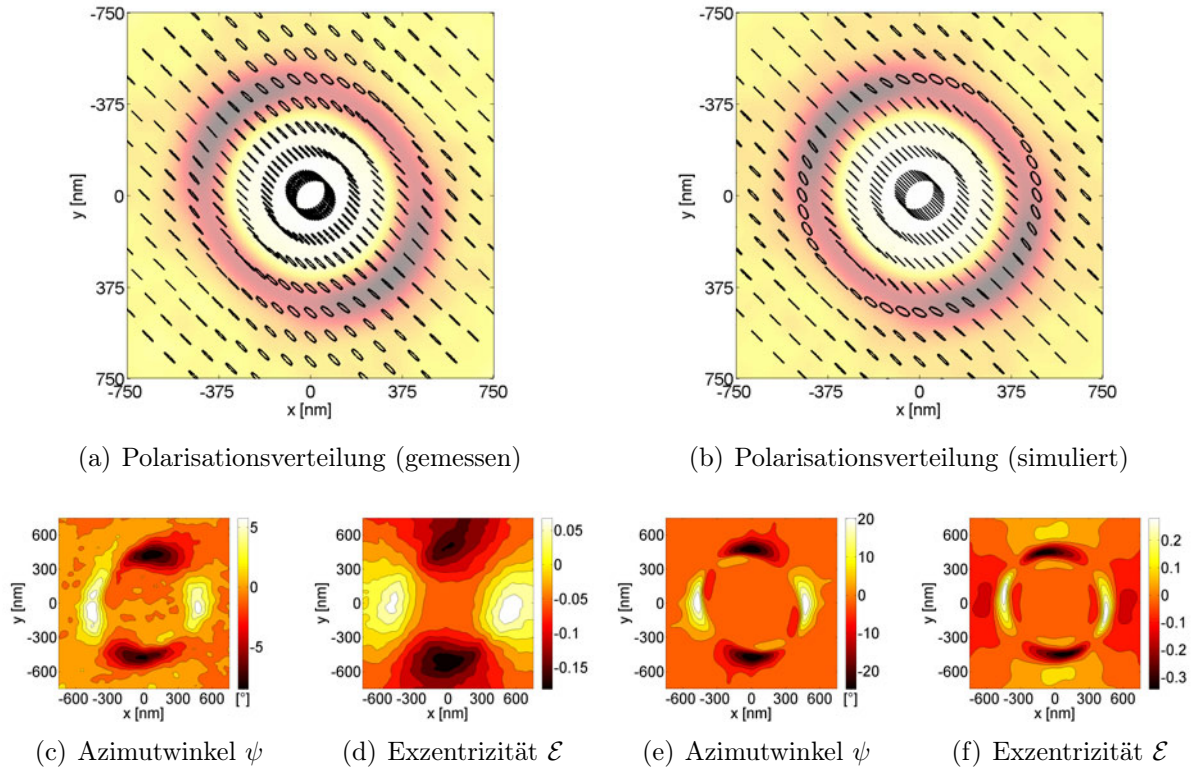 -750
-375
0
375
750
y [nm]
-750 -375 0 375 750
x [nm]
-750
-375
0
375
750
y [nm]
-750 -375 0 375 750
x [nm]
(a) Polarisationsverteilung (gemessen)
(b) Polarisationsverteilung (simuliert)
600
300
0
-300
-600
y [nm]
-600 -300 0 300 600
x [nm]
5
0
-5
[°]
600
300
0
-300
-600
y [nm]
-600 -300 0 300 600
x [nm]
0.05
0
-0.05
-0.1
-0.15
600
300
0
-300
-600
y [nm]
-600 -300 0 300 600
x [nm]
20
10
0
-10
-20
[°]
600
300
0
-300
-600
y [nm]
-600 -300 0 300 600
x [nm]
0.2
0.1
0
-0.1
-0.2
-0.3
(c) Azimutwinkel ψ
(d) Exzentrizität ℰ
(e) Azimutwinkel ψ
(f) Exzentrizität ℰ